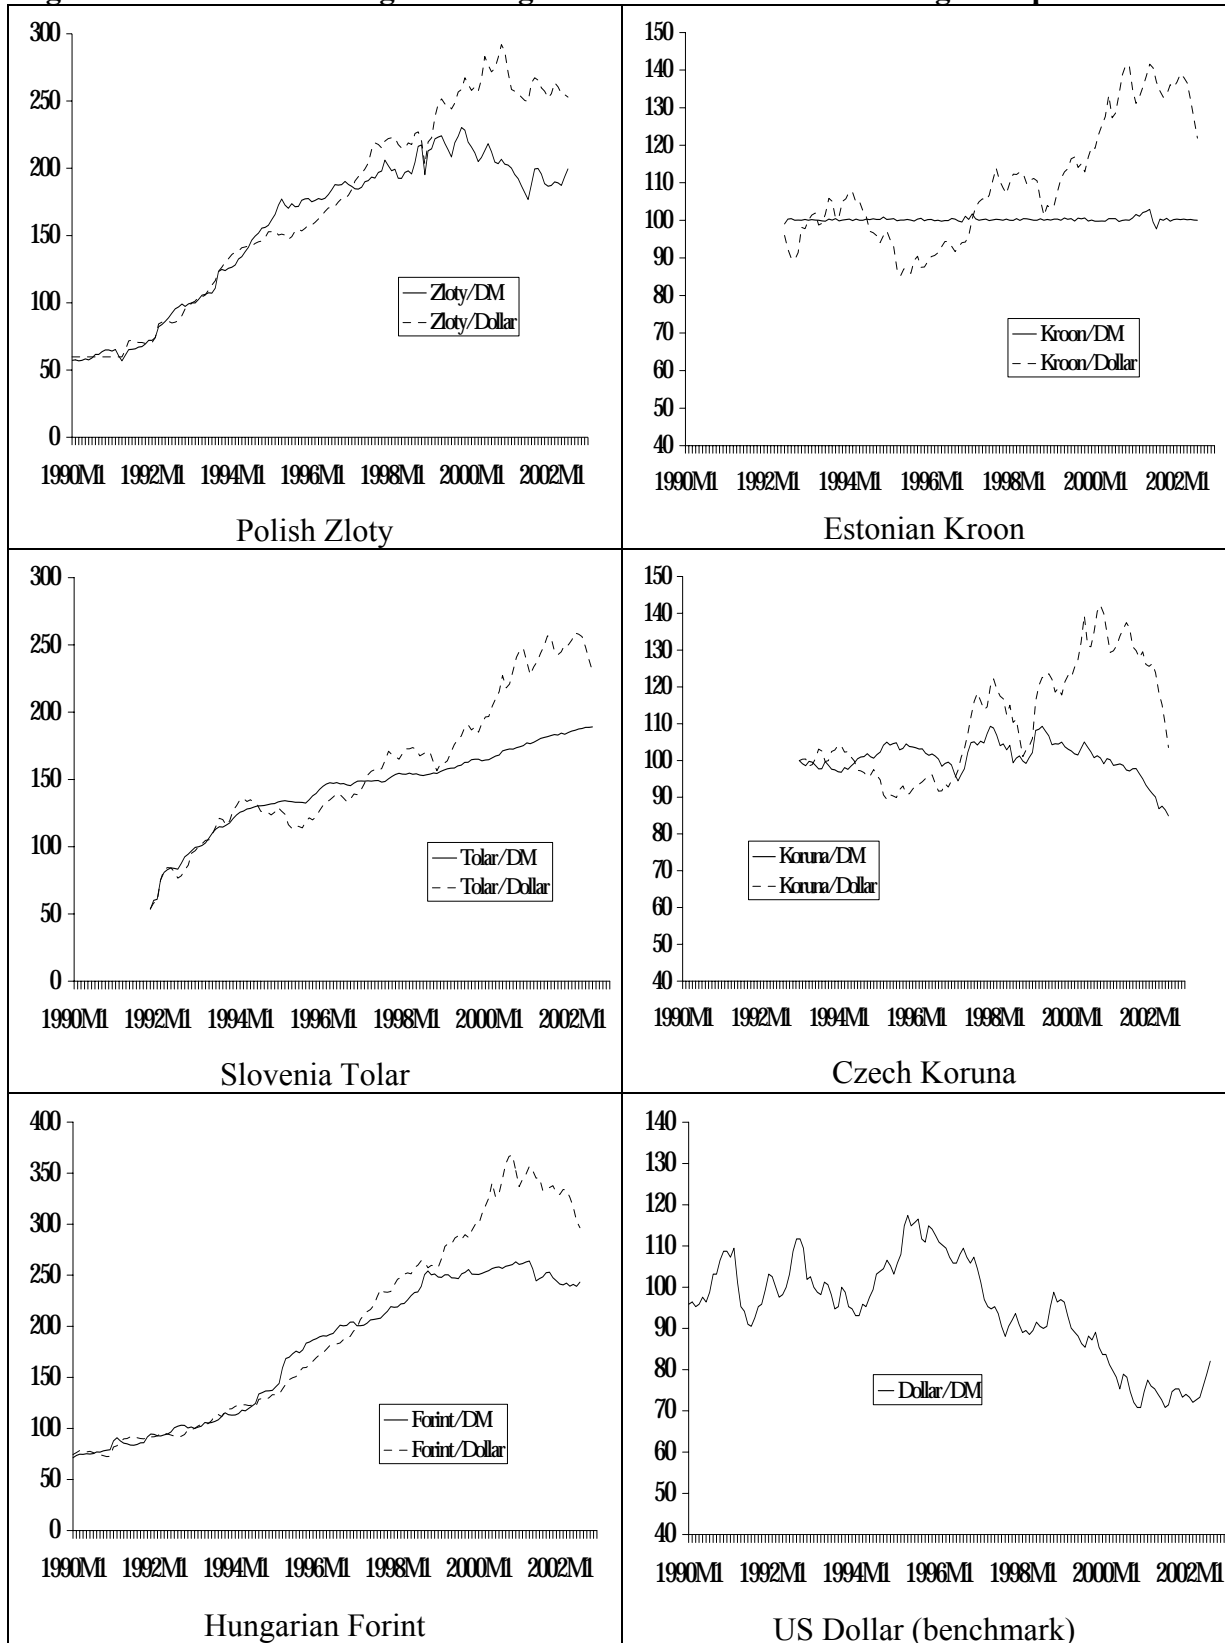 300
250
200
150
100
50
0
Zloty/DM
Zloty/Dollar
1990M1 1992M1 1994M1 1996M1 1998M1 2000M1 2002M1
Polish Zloty
150
140
130
120
110
100
90
80
70
60
50
40
Kroon/DM
Kroon/Dollar
1990M1 1992M1 1994M1 1996M1 1998M1 2000M1 2002M1
Estonian Kroon
300
250
200
150
100
50
0
Tolar/DM
Tolar/Dollar
1990M1 1992M1 1994M1 1996M1 1998M1 2000M1 2002M1
Slovenia Tolar
150
140
130
120
110
100
90
80
70
60
50
40
Koruna/DM
Koruna/Dollar
1990M1 1992M1 1994M1 1996M1 1998M1 2000M1 2002M1
Czech Koruna
400
350
300
250
200
150
100
50
0
Forint/DM
Forint/Dollar
1990M1 1992M1 1994M1 1996M1 1998M1 2000M1 2002M1
Hungarian Forint
140
130
120
110
100
90
80
70
60
50
40
Dollar/DM
1990M1 1992M1 1994M1 1996M1 1998M1 2000M1 2002M1
US Dollar (benchmark)